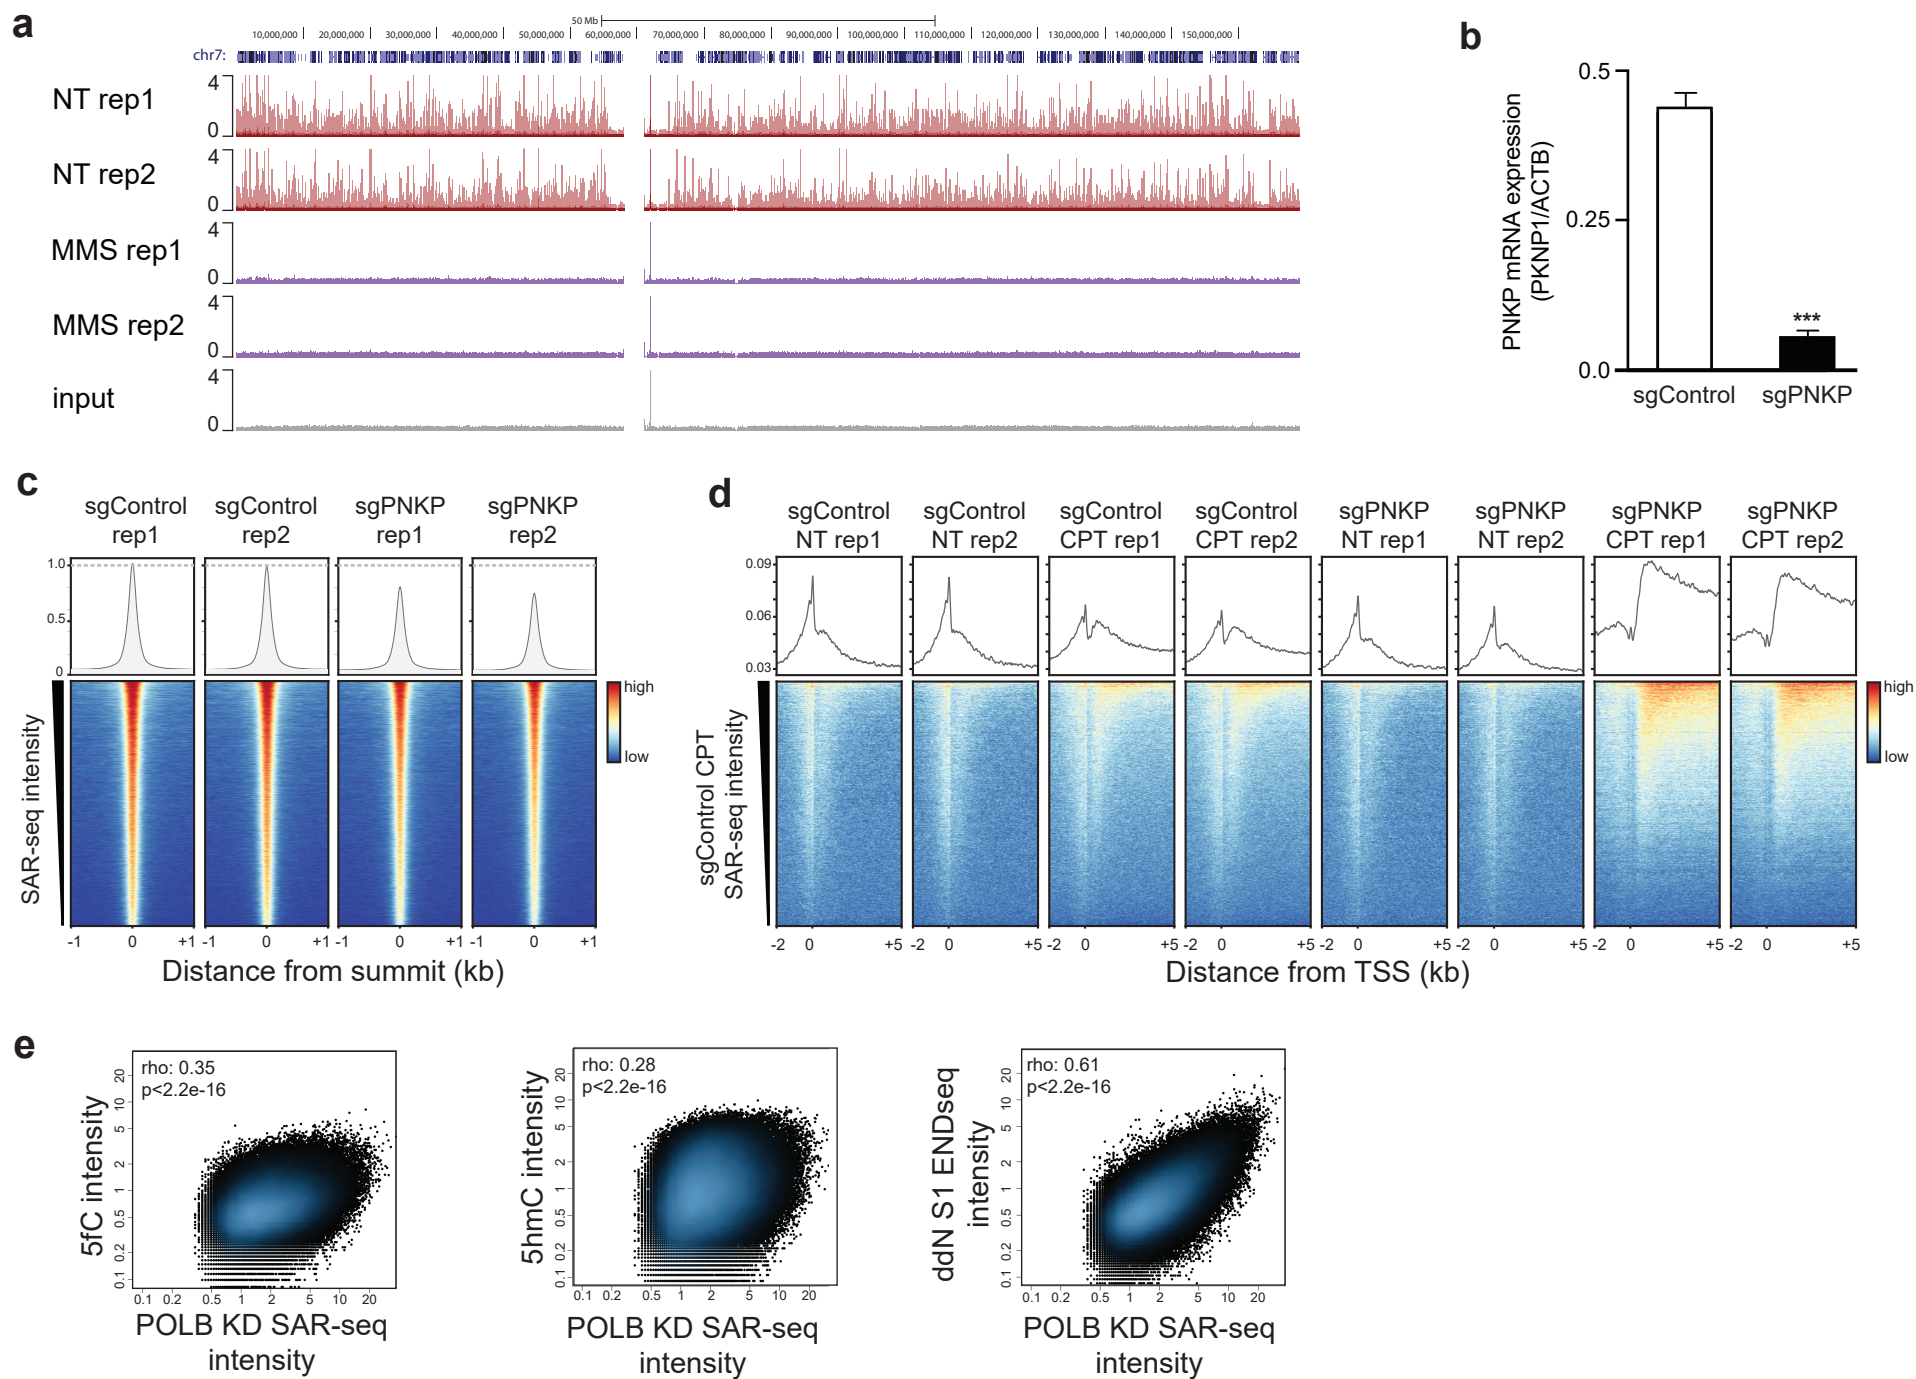 a
50 Mb
10,000,000
20,000,000
30,000,000
40,000,000
50,000,000
60,000,000
70,000,000
80,000,000
90,000,000
100,000,000
110,000,000
120,000,000
130,000,000
140,000,000
150,000,000
chr7:
NT rep1
4
0
NT rep2
4
0
MMS rep1
4
0
MMS rep2
4
0
input
4
0
b
PNKP mRNA expression
(PKNP1/ACTB)
0.5
0.25
0.0
***
sgControl
sgPNKP
c
sgControl
rep1
sgControl
rep2
sgPNKP
rep1
sgPNKP
rep2
1.0
0.5
0
SAR-seq intensity
high
low
-1 0 +1
-1 0 +1
-1 0 +1
-1 0 +1
Distance from summit (kb)
d
sgControl
NT rep1
sgControl
NT rep2
sgControl
CPT rep1
sgControl
CPT rep2
sgPNKP
NT rep1
sgPNKP
NT rep2
sgPNKP
CPT rep1
sgPNKP
CPT rep2
0.09
0.06
0.03
sgControl CPT
SAR-seq intensity
high
low
-2 0 +5
-2 0 +5
-2 0 +5
-2 0 +5
-2 0 +5
-2 0 +5
-2 0 +5
-2 0 +5
Distance from TSS (kb)
e
rho: 0.35
p<2.2e-16
5fC intensity
20
10
5
2
1
0.5
0.2
0.1
0.1 0.2 0.5 1 2 5 10 20
POLB KD SAR-seq
intensity
rho: 0.28
p<2.2e-16
5hmC intensity
20
10
5
2
1
0.5
0.2
0.1
0.1 0.2 0.5 1 2 5 10 20
POLB KD SAR-seq
intensity
rho: 0.61
p<2.2e-16
ddN S1 ENDseq
intensity
20
10
5
2
1
0.5
0.2
0.1
0.1 0.2 0.5 1 2 5 10 20
POLB KD SAR-seq
intensity